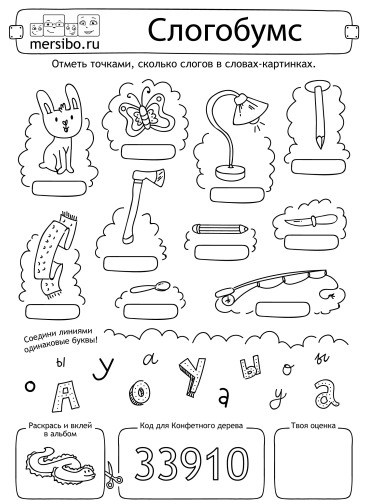 mersibo.ru
Слогобумс
Отметь точками, сколько слогов в словах-картинках.
Соедини линиями
одинаковые буквы!
ы у а У ы о ы
о А о а у а
Раскрась и вклей
в альбом
Код для Конфетного дерева
33910
Твоя оценка